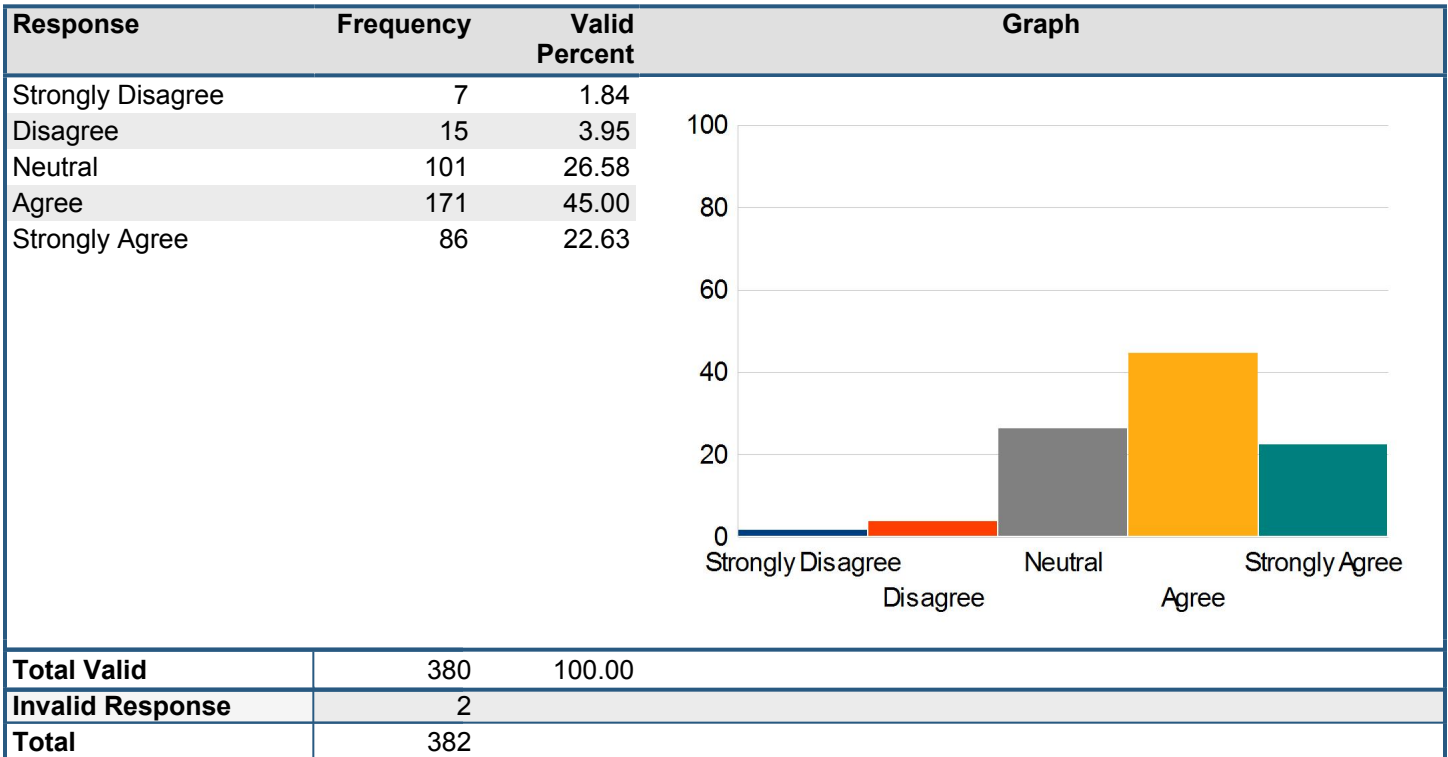 Response Frequency Valid Percent Graph
Strongly Disagree 7 1.84
Disagree 15 3.95
Neutral 101 26.58
Agree 171 45.00
Strongly Agree 86 22.63
100
80
60
40
20
0
Strongly Disagree Neutral Strongly Agree
Disagree Agree
Total Valid 380 100.00
Invalid Response 2
Total 382